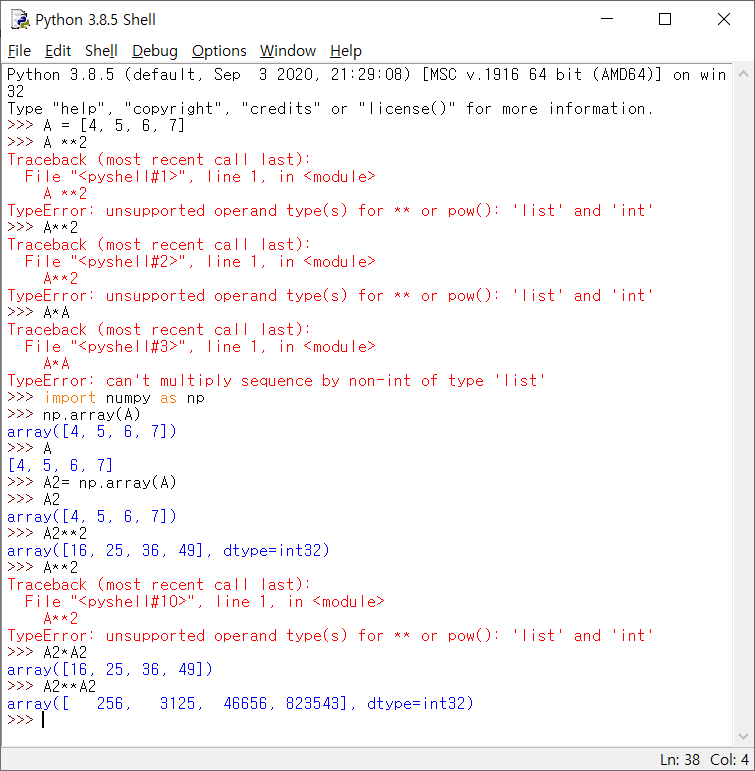 Python 3.8.5 Shell
File Edit Shell Debug Options Window Help
Python 3.8.5 (default, Sep  3 2020, 21:29:08) [MSC v.1916 64 bit (AMD64)] on win
32
Type "help", "copyright", "credits" or "license()" for more information.
>>> A = [4, 5, 6, 7]
>>> A **2
Traceback (most recent call last):
  File "<pyshell#1>", line 1, in <module>
    A **2
TypeError: unsupported operand type(s) for ** or pow(): 'list' and 'int'
>>> A**2
Traceback (most recent call last):
  File "<pyshell#2>", line 1, in <module>
    A**2
TypeError: unsupported operand type(s) for ** or pow(): 'list' and 'int'
>>> A*A
Traceback (most recent call last):
  File "<pyshell#3>", line 1, in <module>
    A*A
TypeError: can't multiply sequence by non-int of type 'list'
>>> import numpy as np
>>> np.array(A)
array([4, 5, 6, 7])
>>> A
[4, 5, 6, 7]
>>> A2= np.array(A)
>>> A2
array([4, 5, 6, 7])
>>> A2**2
array([16, 25, 36, 49], dtype=int32)
>>> A**2
Traceback (most recent call last):
  File "<pyshell#10>", line 1, in <module>
    A**2
TypeError: unsupported operand type(s) for ** or pow(): 'list' and 'int'
>>> A2*A2
array([16, 25, 36, 49])
>>> A2**A2
array([   256,   3125,  46656, 823543], dtype=int32)
>>>
Ln: 38 Col: 4